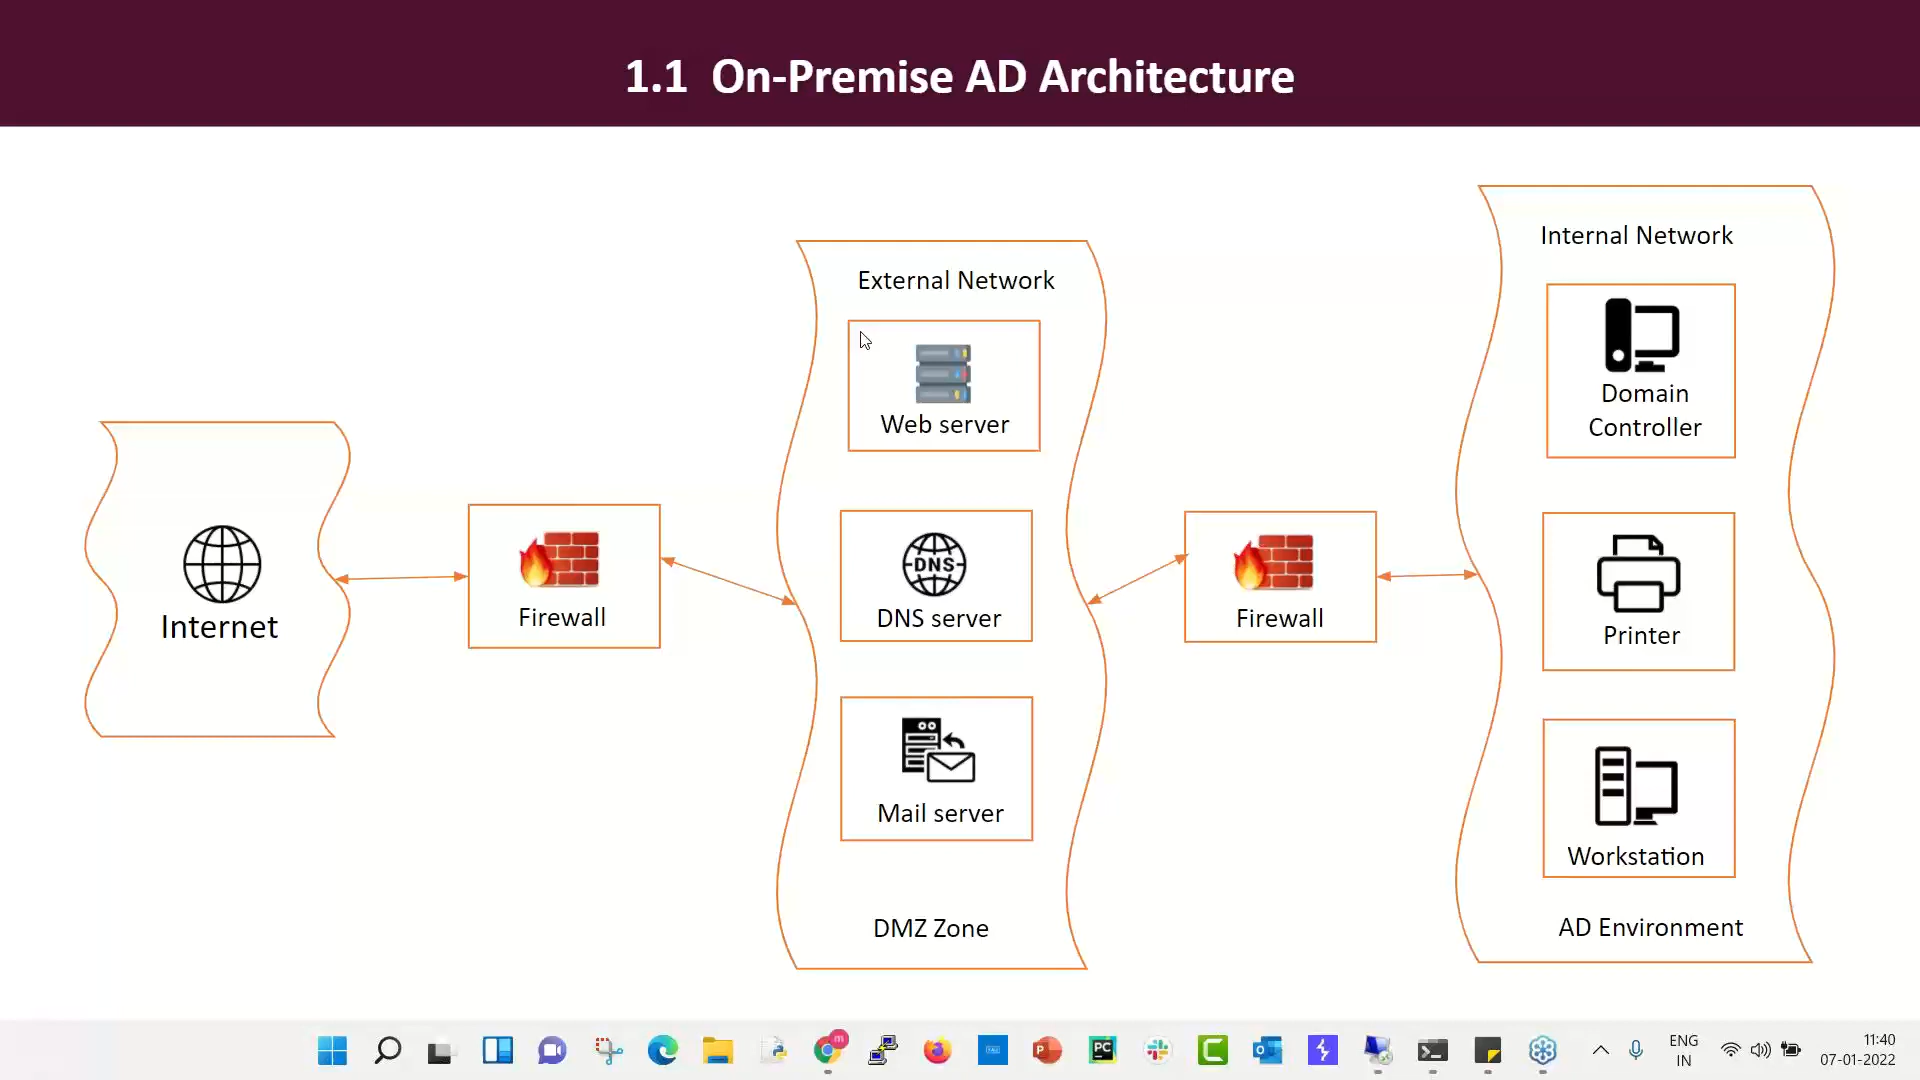 1.1 On-Premise AD Architecture
Internal Network
External Network
Domain
Controller
Web server
DNS
Internet
Firewall
DNS server
Firewall
Printer
Mail server
Workstation
DMZ Zone
AD Environment
m
PC
ENG
IN
11:40
07-01-2022